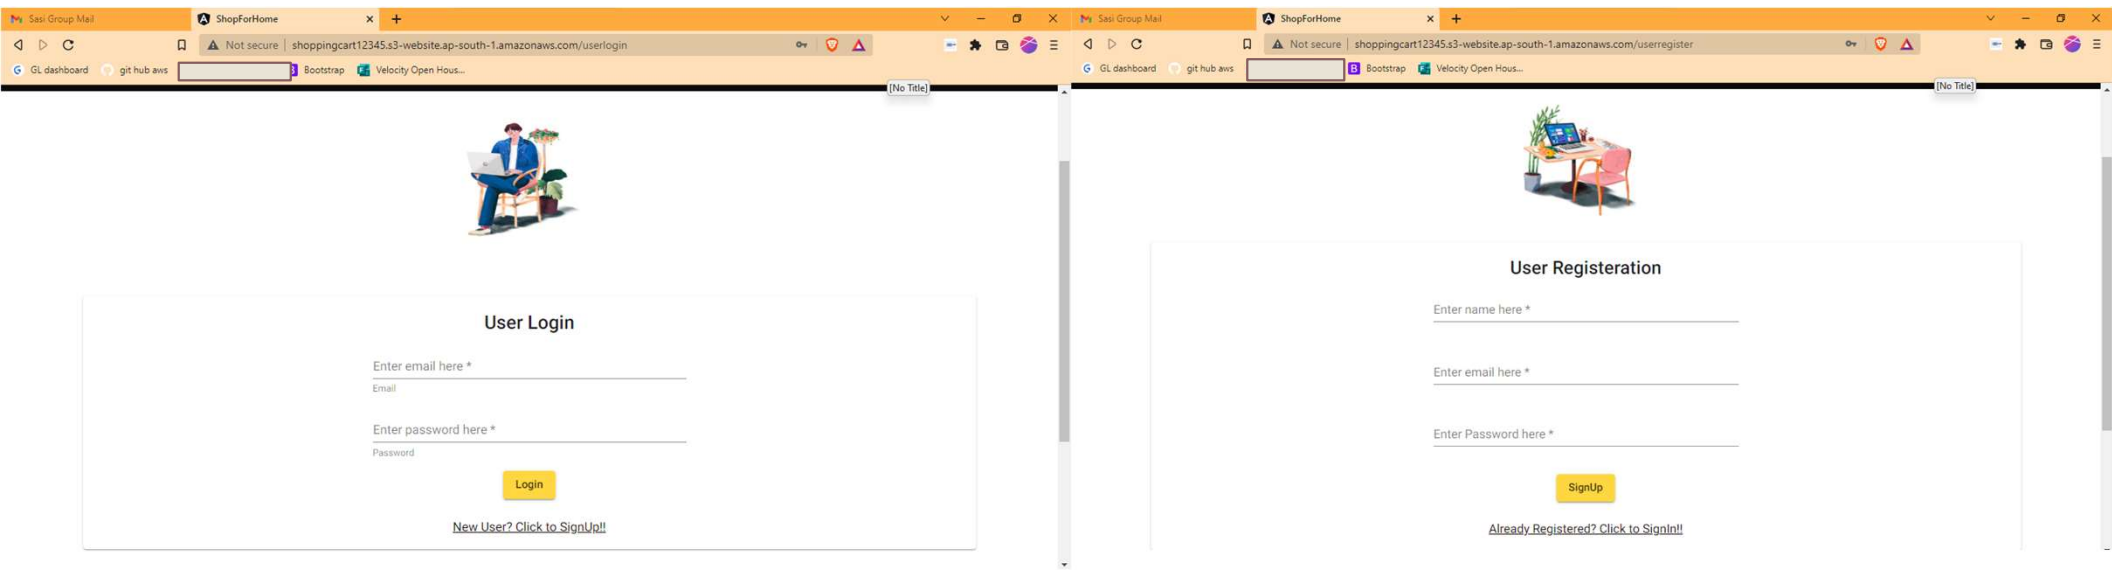 Sasi Group Mail
ShopForHome
Not secure shoppingcart12345.s3-website.ap-south-1.amazonaws.com/userlogin
GL dashboard git hub aws Bootstrap Velocity Open Hous...
[No Title]
User Login
Enter email here *
Email
Enter password here *
Password
Login
New User? Click to SignUp!!
Sasi Group Mail
ShopForHome
Not secure shoppingcart12345.s3-website.ap-south-1.amazonaws.com/userregister
GL dashboard git hub aws B Bootstrap Velocity Open Hous...
[No Title]
User Registeration
Enter name here *
Enter email here *
Enter Password here *
SignUp
Already Registered? Click to SignIn!!